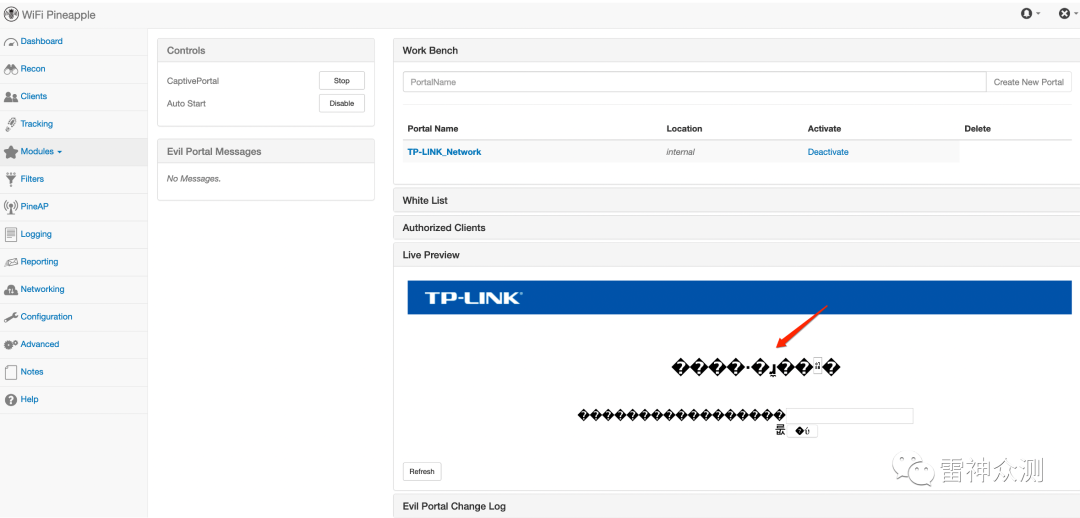 WiFi Pineapple
Dashboard
Recon
Clients
Tracking
Modules
Filters
PineAP
Logging
Reporting
Networking
Configuration
Advanced
Notes
Help
Controls
CaptivePortal Stop
Auto Start Disable
Evil Portal Messages
No Messages.
Work Bench
PortalName Create New Portal
Portal Name Location Activate Delete
TP-LINK_Network internal Deactivate
White List
Authorized Clients
Live Preview
TP-LINK
Refresh
雷神众测
Evil Portal Change Log